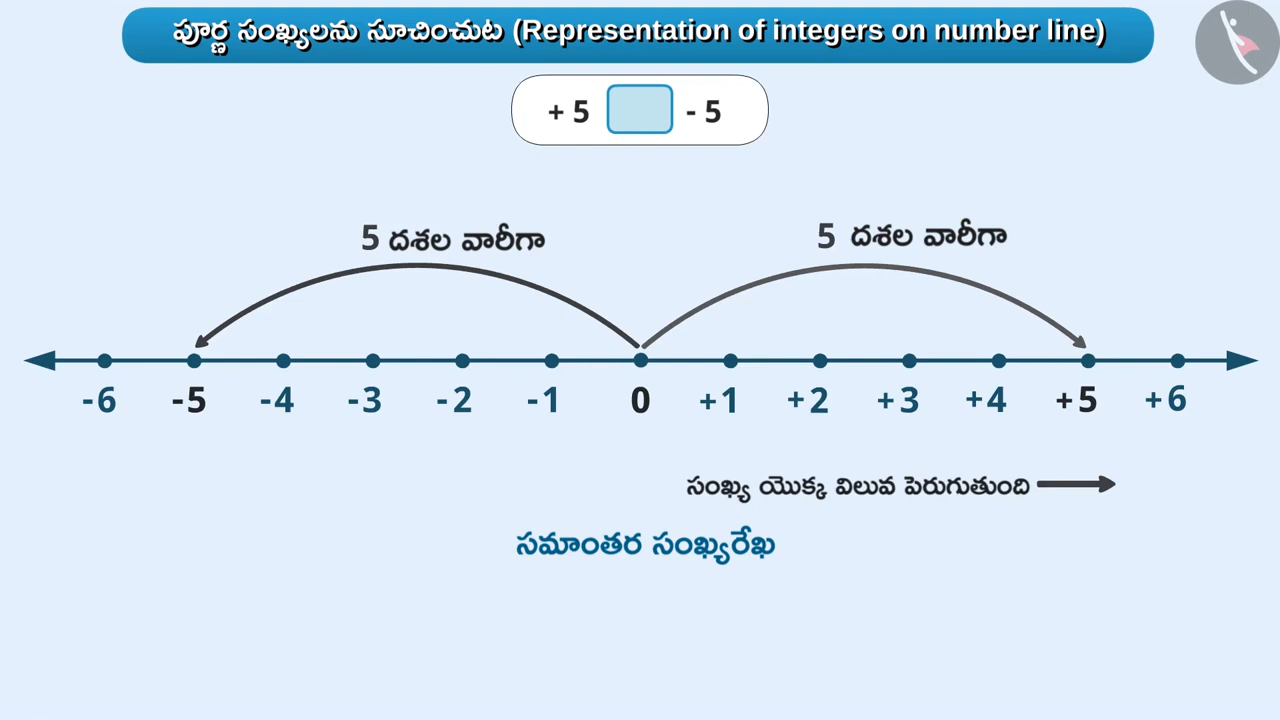 పూర్ణ సంఖ్యలను సూచించుట (Representation of integers on number line)
+ 5 - 5
5 దశల వారీగా 5 దశల వారీగా
-6 -5 -4 -3 -2 -1 0 +1 +2 +3 +4 +5 +6
సంఖ్య యొక్క విలువ పెరుగుతుంది
సమాంతర సంఖ్యరేఖ